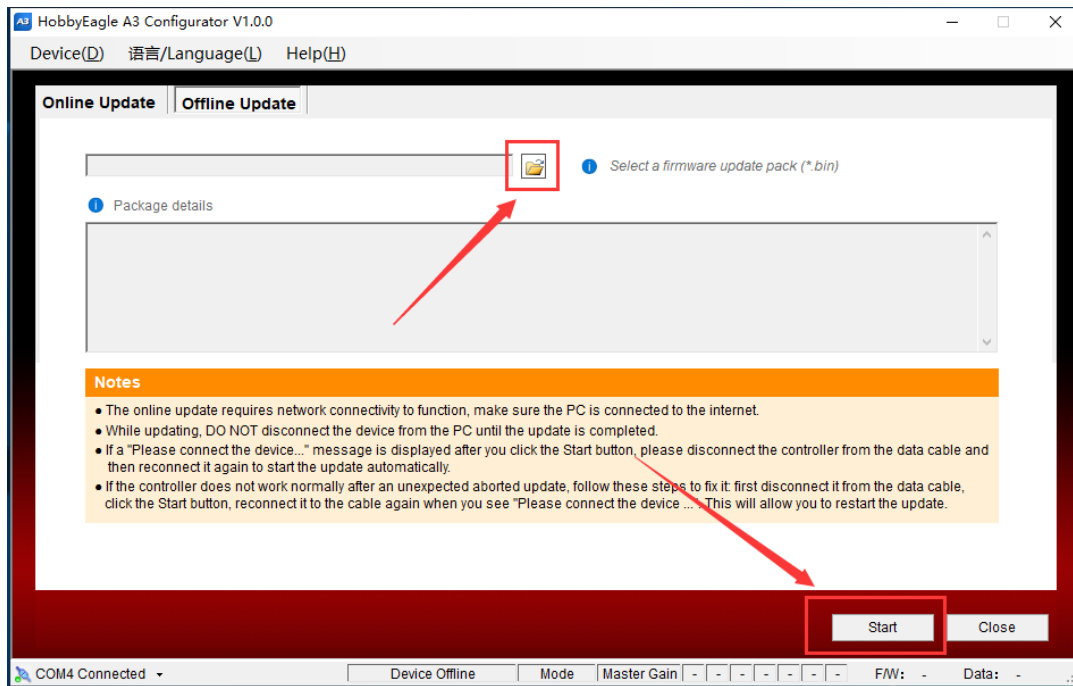 A3 HobbyEagle A3 Configurator V1.0.0
Device(D) 语言/Language(L) Help(H)
Online Update Offline Update
Select a firmware update pack (*.bin)
Package details
Notes
● The online update requires network connectivity to function, make sure the PC is connected to the internet.
● While updating, DO NOT disconnect the device from the PC until the update is completed.
● If a "Please connect the device..." message is displayed after you click the Start button, please disconnect the controller from the data cable and
then reconnect it again to start the update automatically.
● If the controller does not work normally after an unexpected aborted update, follow these steps to fix it: first disconnect it from the data cable,
click the Start button, reconnect it to the cable again when you see "Please connect the device ...". This will allow you to restart the update.
Start Close
COM4 Connected Device Offline Mode Master Gain - - - - - - - F/W: - Data: -